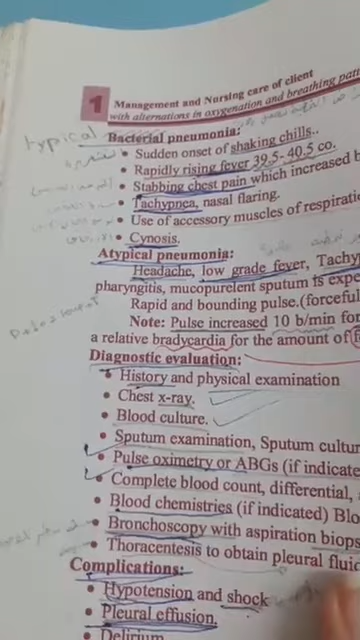 1
Management and Nursing care of client
with alternations in oxygenation and breathing patt
typical
Bacterial pneumonia:
• Sudden onset of shaking chills..
• Rapidly rising fever 39.5- 40.5 co.
• Stabbing chest pain which increased b
• Tachypnea, nasal flaring.
• Use of accessory muscles of respirati
• Cynosis.
Atypical pneumonia:
Headache, low grade fever, Tachy
pharyngitis, mucopurelent sputum is expe
Rapid and bounding pulse.(forceful
Note: Pulse increased 10 b/min for
a relative bradycardia for the amount of f
Diagnostic evaluation:
• History and physical examination
• Chest x-ray.
• Blood culture.
• Sputum examination, Sputum cultur
• Pulse oximetry or ABGs (if indicate
• Complete blood count, differential,
• Blood chemistries (if indicated) Blo
• Bronchoscopy with aspiration biops
• Thoracentesis to obtain pleural fluid
Complications:
• Hypotension and shock
• Pleural effusion.
• Delirium